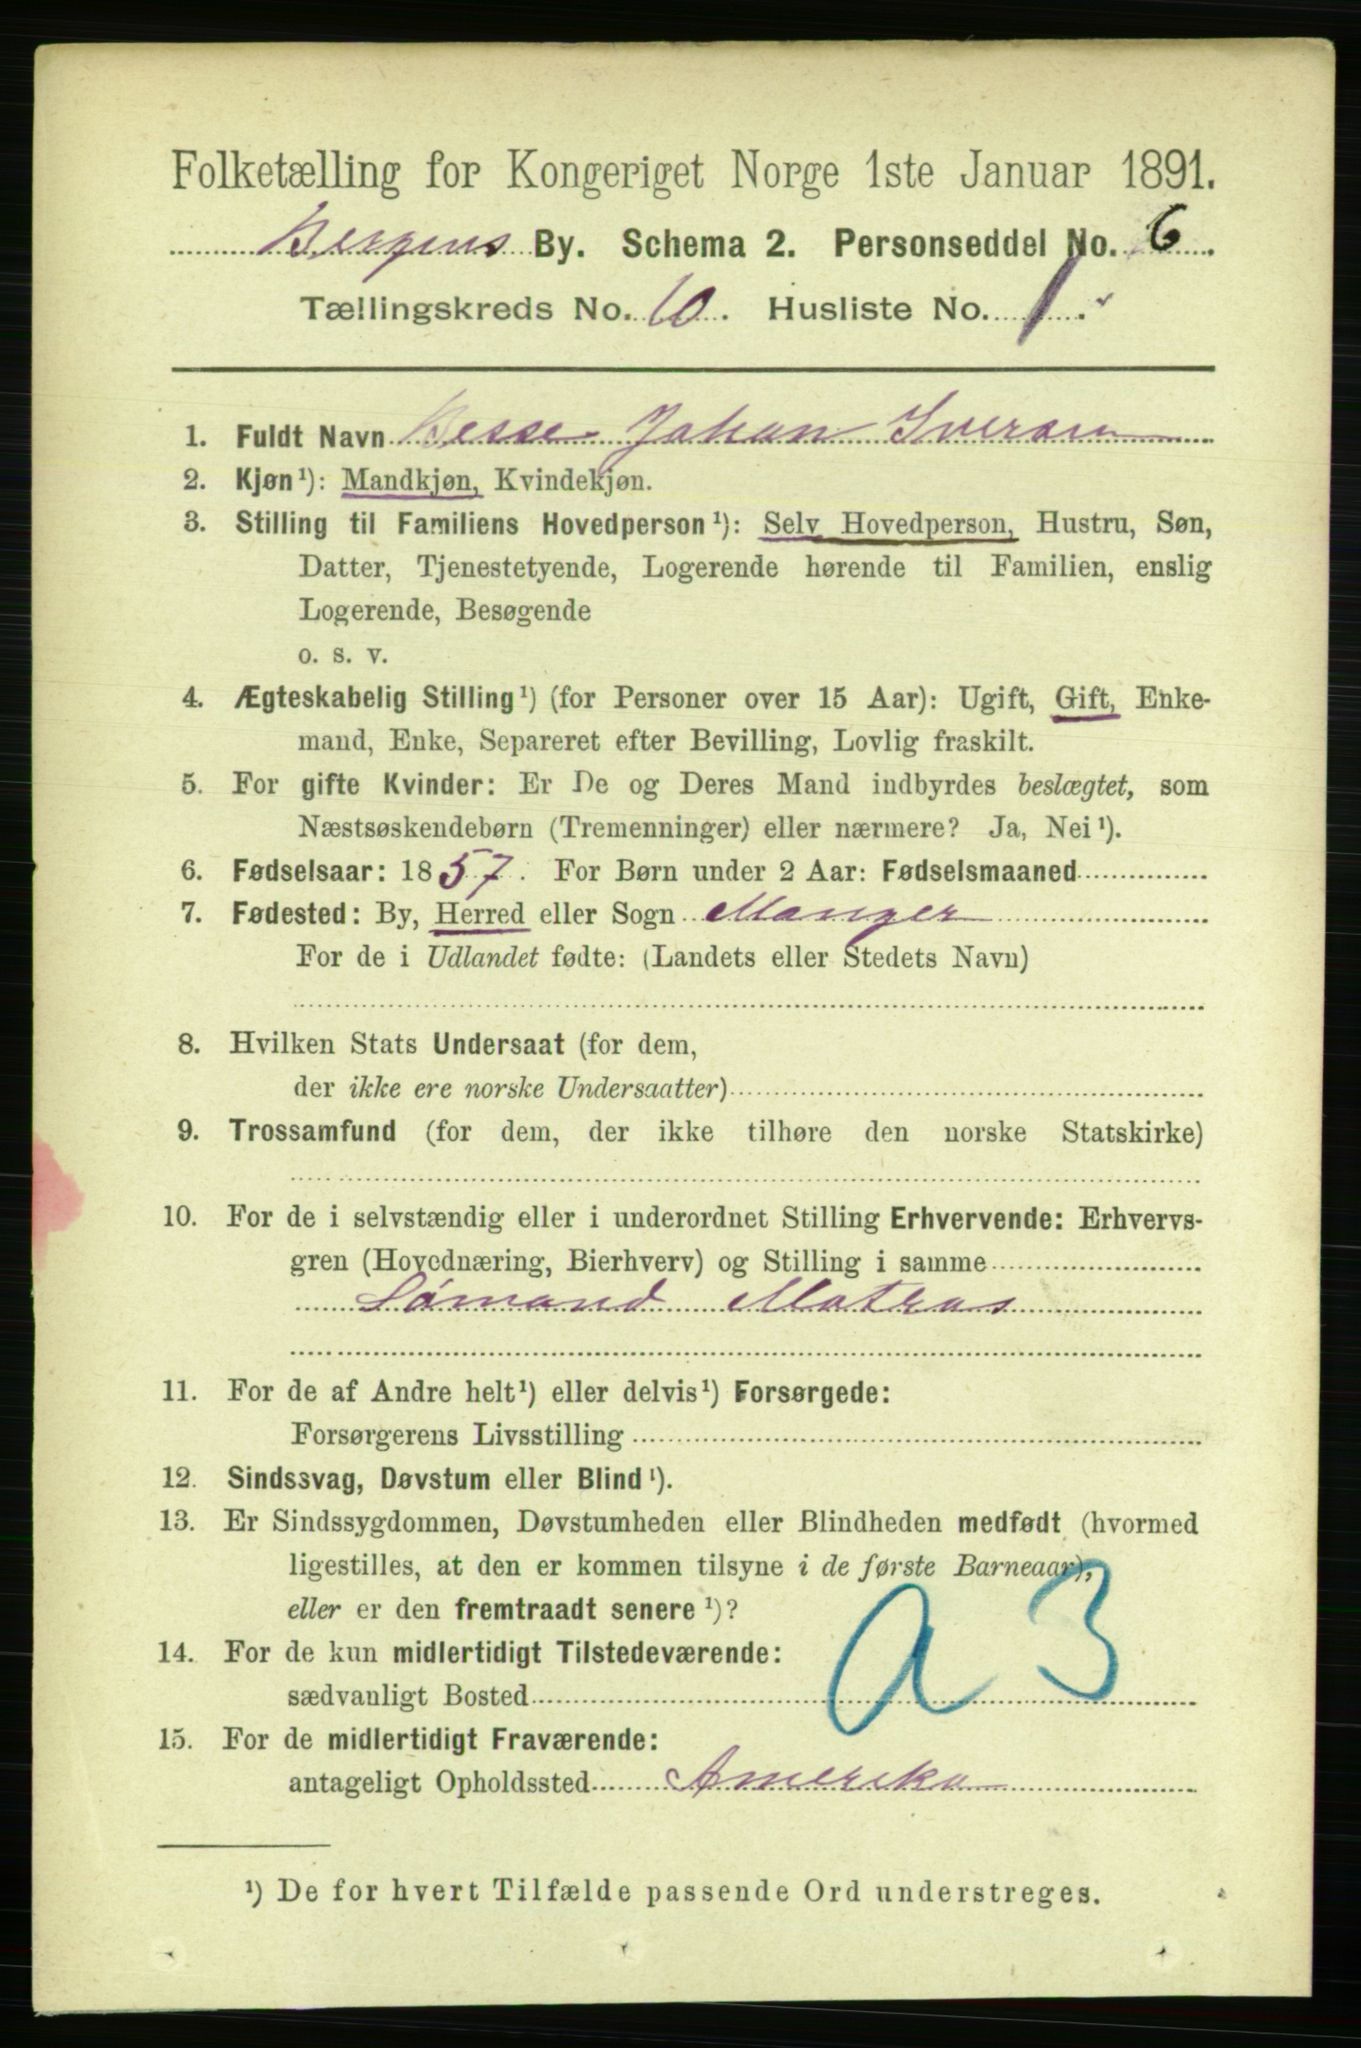 Folketælling for Kongeriget Norge 1ste Januar 1891.
Bergens By. Schema 2. Personseddel No. 6.
Tællingskreds No. 10. Husliste No. 1.
1. Fuldt Navn Besse Johan Iversen
2. Kjøn¹): Mandkjøn, Kvindekjøn.
3. Stilling til Familiens Hovedperson¹): Selv Hovedperson, Hustru, Søn,
Datter, Tjenestetyende, Logerende hørende til Familien, enslig
Logerende, Besøgende
o. s. v.
4. Ægteskabelig Stilling¹) (for Personer over 15 Aar): Ugift, Gift, Enke-
mand, Enke, Separeret efter Bevilling, Lovlig fraskilt.
5. For gifte Kvinder: Er De og Deres Mand indbyrdes beslægtet, som
Næstsøskendebørn (Tremenninger) eller nærmere? Ja, Nei¹).
6. Fødselsaar: 1857. For Børn under 2 Aar: Fødselsmaaned
7. Fødested: By, Herred eller Sogn Manger
For de i Udlandet fødte: (Landets eller Stedets Navn)
8. Hvilken Stats Undersaat (for dem,
der ikke ere norske Undersaatter)
9. Trossamfund (for dem, der ikke tilhøre den norske Statskirke)
10. For de i selvstændig eller i underordnet Stilling Erhvervende: Erhvervs-
gren (Hovednæring, Bierhverv) og Stilling i samme
Sømand Matros
11. For de af Andre helt¹) eller delvis¹) Forsørgede:
Forsørgerens Livsstilling
12. Sindssvag, Døvstum eller Blind¹).
13. Er Sindssygdommen, Døvstumheden eller Blindheden medfødt (hvormed
ligestilles, at den er kommen tilsyne i de første Barneaar),
eller er den fremtraadt senere¹)?
a 3
14. For de kun midlertidigt Tilstedeværende:
sædvanligt Bosted
15. For de midlertidigt Fraværende:
antageligt Opholdssted Amerika
¹) De for hvert Tilfælde passende Ord understreges.